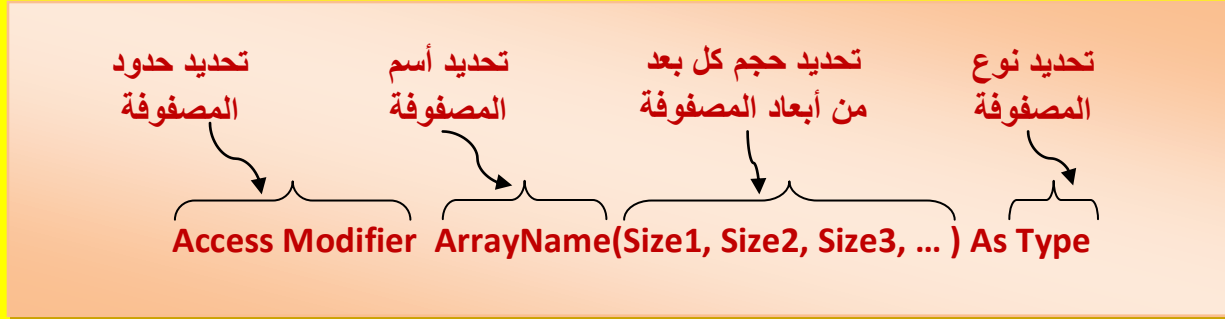 تحديد حدود
المصفوفة
تحديد أسم
المصفوفة
تحديد حجم كل بعد
من أبعاد المصفوفة
تحديد نوع
المصفوفة
Access Modifier ArrayName(Size1, Size2, Size3, … ) As Type